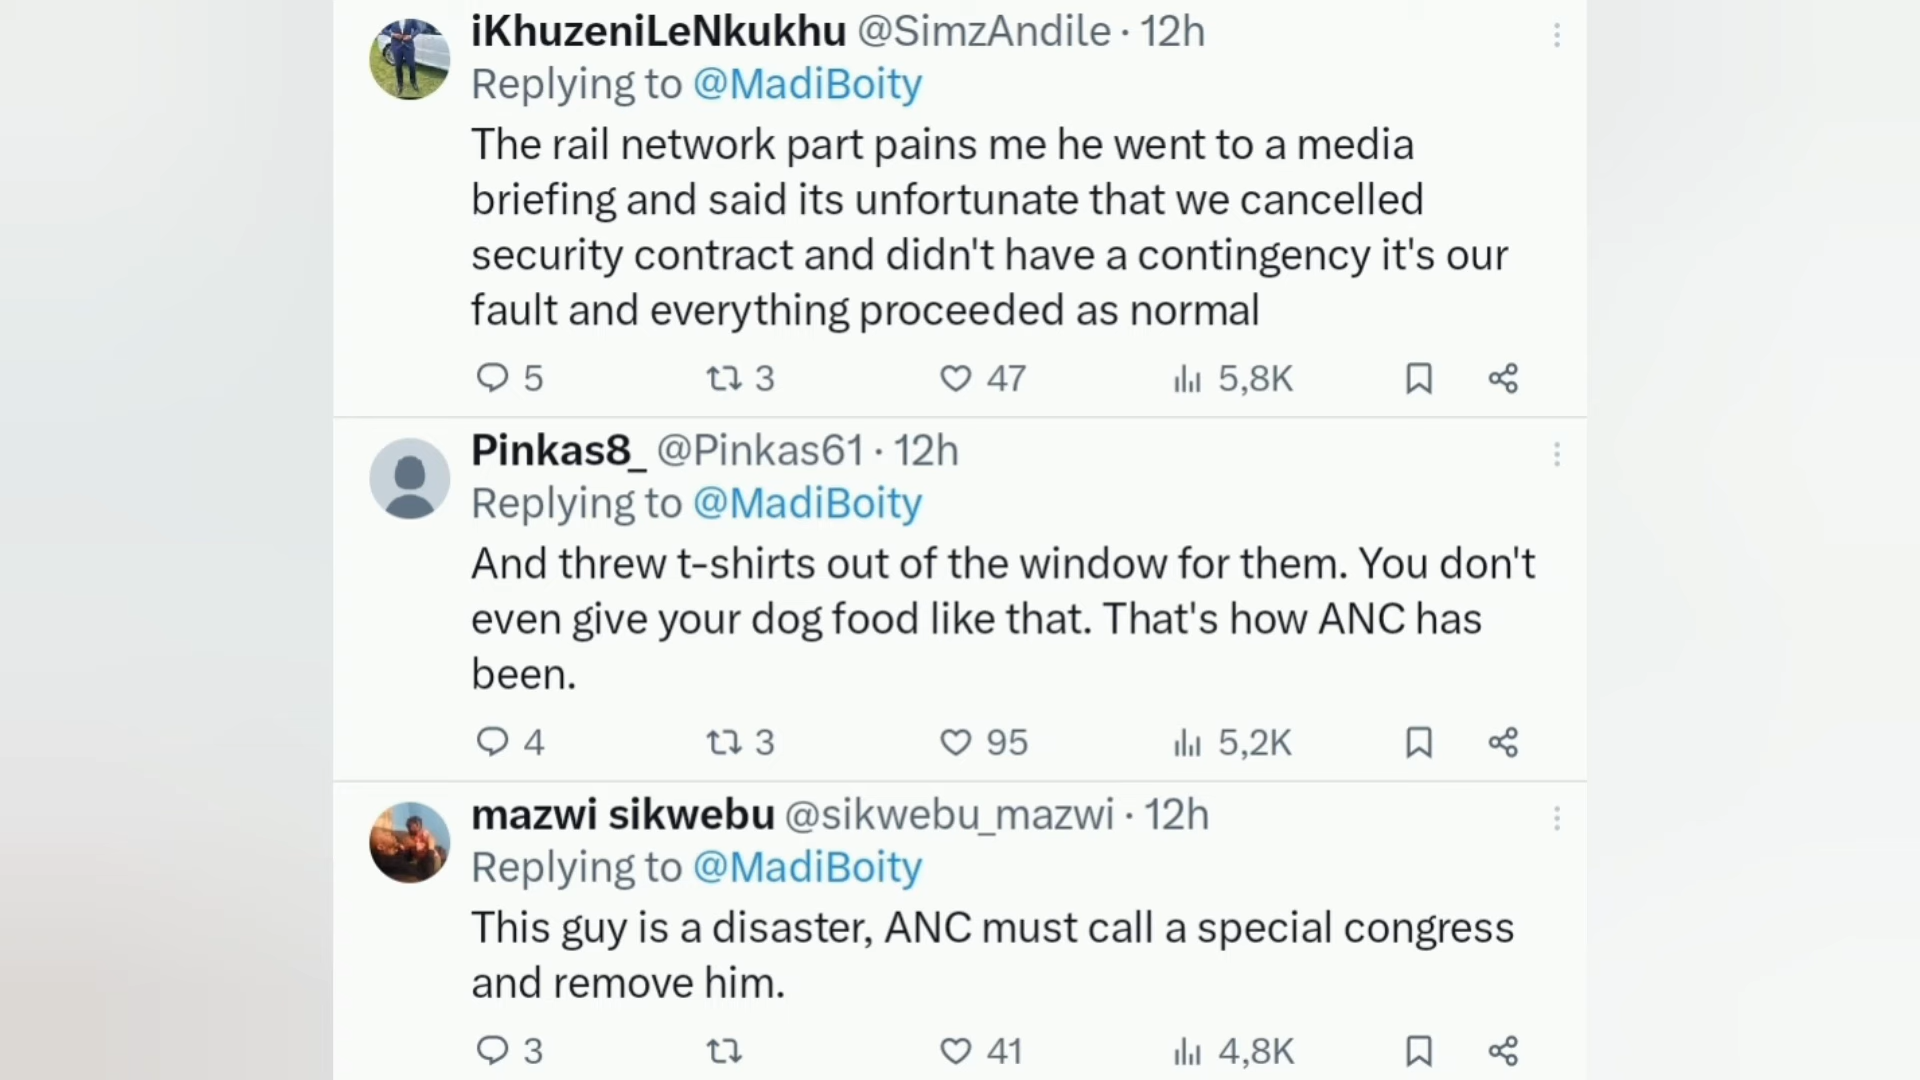 iKhuzeniLeNkukhu @SimzAndile · 12h
Replying to @MadiBoity
The rail network part pains me he went to a media
briefing and said its unfortunate that we cancelled
security contract and didn't have a contingency it's our
fault and everything proceeded as normal
5 3 47 5,8K
Pinkas8_ @Pinkas61 · 12h
Replying to @MadiBoity
And threw t-shirts out of the window for them. You don't
even give your dog food like that. That's how ANC has
been.
4 3 95 5,2K
mazwi sikwebu @sikwebu_mazwi · 12h
Replying to @MadiBoity
This guy is a disaster, ANC must call a special congress
and remove him.
3 41 4,8K